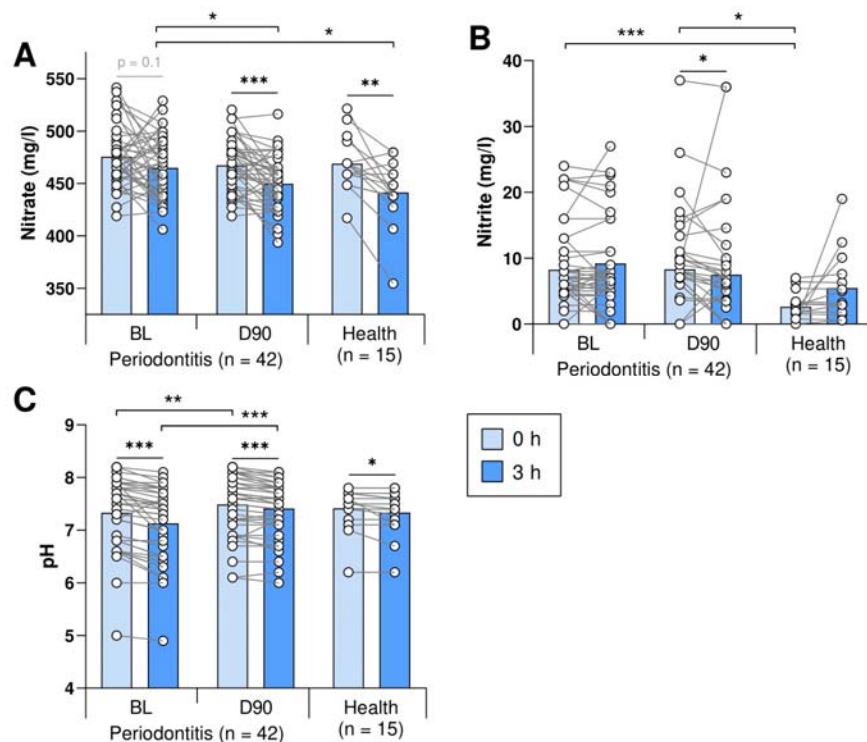 A
*
*
p = 0.1
***
**
Nitrate (mg/l)
550
500
450
400
350
BL
D90
Health
Periodontitis (n = 42)
(n = 15)
B
*
***
*
Nitrite (mg/l)
40
30
20
10
0
BL
D90
Health
Periodontitis (n = 42)
(n = 15)
C
**
***
***
***
*
pH
9
8
7
6
5
4
BL
D90
Health
Periodontitis (n = 42)
(n = 15)
0 h
3 h